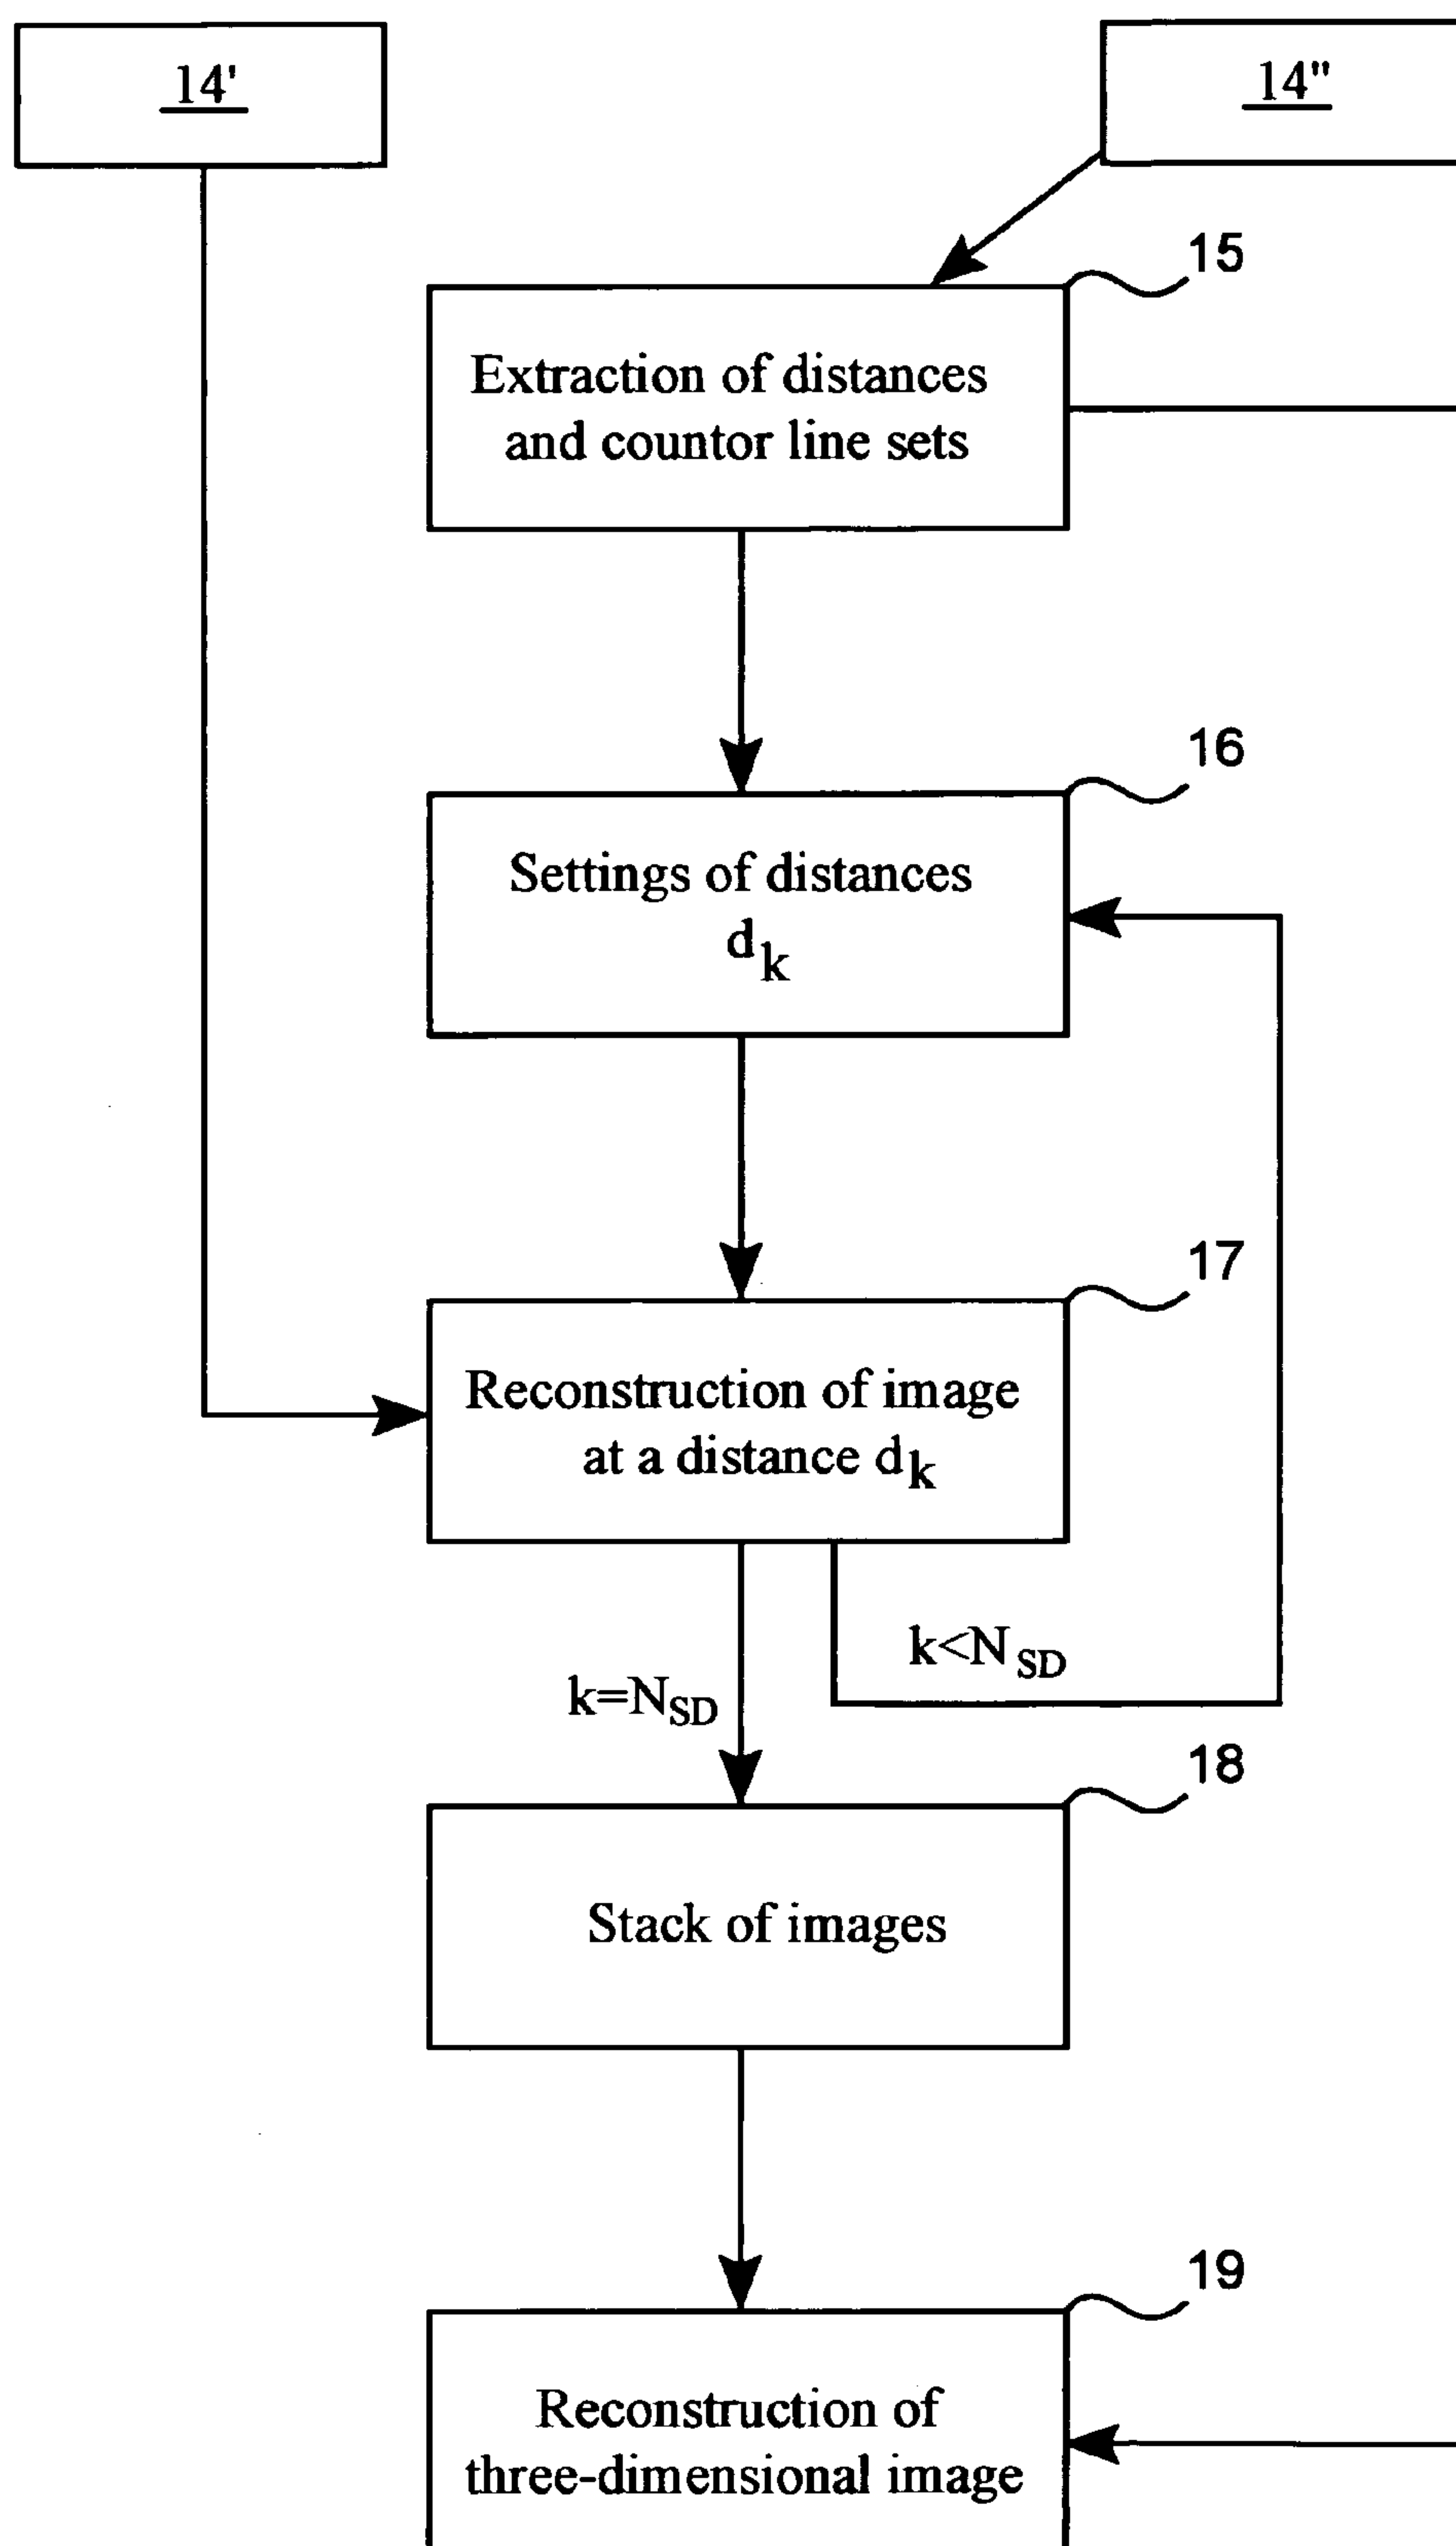 14'
14"
15
Extraction of distances
and countor line sets
16
Settings of distances
dk
17
Reconstruction of image
at a distance dk
k<NSD
k=NSD
18
Stack of images
19
Reconstruction of
three-dimensional image